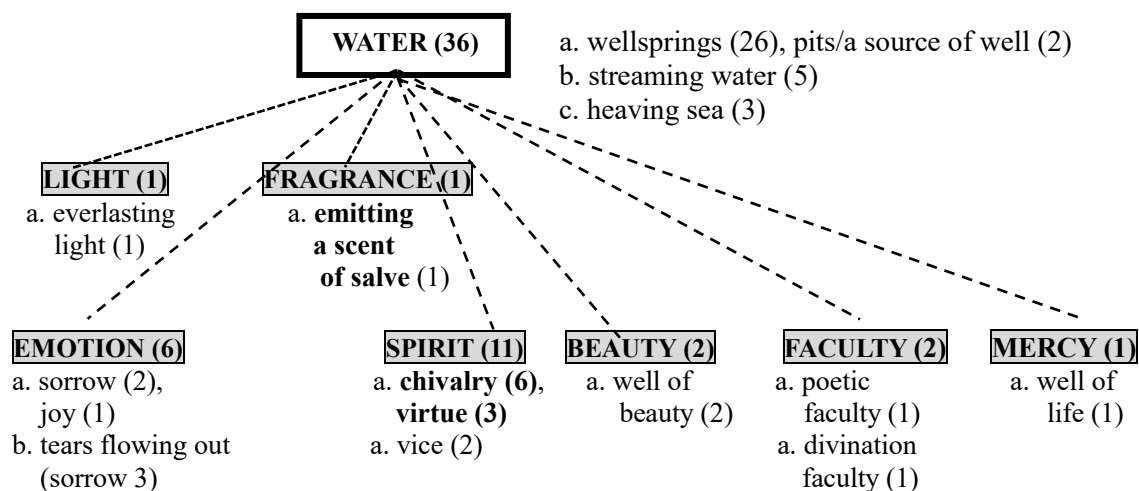 WATER (36)
a. wellsprings (26), pits/a source of well (2)
b. streaming water (5)
c. heaving sea (3)
LIGHT (1)
a. everlasting
light (1)
FRAGRANCE (1)
a. emitting
a scent
of salve (1)
EMOTION (6)
a. sorrow (2),
joy (1)
b. tears flowing out
(sorrow 3)
SPIRIT (11)
a. chivalry (6),
virtue (3)
a. vice (2)
BEAUTY (2)
a. well of
beauty (2)
FACULTY (2)
a. poetic
faculty (1)
a. divination
faculty (1)
MERCY (1)
a. well of
life (1)